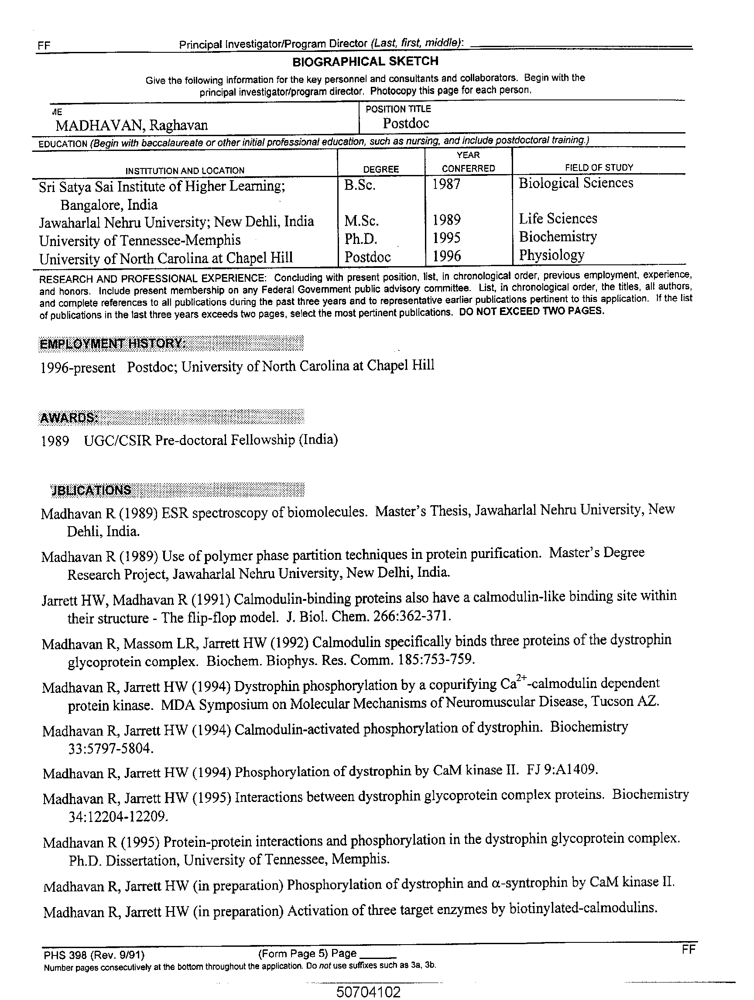 FF Principal Investigator/Program Director (Last, first, middle):
BIOGRAPHICAL SKETCH
Give the following information for the key personnel and consultants and collaborators. Begin with the
principal investigator/program director. Photocopy this page for each person.
ME POSITION TITLE
MADHAVAN, Raghavan Postdoc
EDUCATION (Begin with baccalaureate or other initial professional education, such as nursing, and include postdoctoral training.)
INSTITUTION AND LOCATION DEGREE YEAR CONFERRED FIELD OF STUDY
Sri Satya Sai Institute of Higher Learning; B.Sc. 1987 Biological Sciences
Bangalore, India
Jawaharlal Nehru University; New Dehli, India M.Sc. 1989 Life Sciences
University of Tennessee-Memphis Ph.D. 1995 Biochemistry
University of North Carolina at Chapel Hill Postdoc 1996 Physiology
RESEARCH AND PROFESSIONAL EXPERIENCE: Concluding with present position, list, in chronological order, previous employment, experience,
and honors. Include present membership on any Federal Government public advisory committee. List, in chronological order, the titles, all authors,
and complete references to all publications during the past three years and to representative earlier publications pertinent to this application. If the list
of publications in the last three years exceeds two pages, select the most pertinent publications. DO NOT EXCEED TWO PAGES.
EMPLOYMENT HISTORY:
1996-present Postdoc; University of North Carolina at Chapel Hill
AWARDS:
1989 UGC/CSIR Pre-doctoral Fellowship (India)
UBLICATIONS
Madhavan R (1989) ESR spectroscopy of biomolecules. Master's Thesis, Jawaharlal Nehru University, New
Dehli, India.
Madhavan R (1989) Use of polymer phase partition techniques in protein purification. Master's Degree
Research Project, Jawaharlal Nehru University, New Delhi, India.
Jarrett HW, Madhavan R (1991) Calmodulin-binding proteins also have a calmodulin-like binding site within
their structure - The flip-flop model. J. Biol. Chem. 266:362-371.
Madhavan R, Massom LR, Jarrett HW (1992) Calmodulin specifically binds three proteins of the dystrophin
glycoprotein complex. Biochem. Biophys. Res. Comm. 185:753-759.
Madhavan R, Jarrett HW (1994) Dystrophin phosphorylation by a copurifying Ca2+-calmodulin dependent
protein kinase. MDA Symposium on Molecular Mechanisms of Neuromuscular Disease, Tucson AZ.
Madhavan R, Jarrett HW (1994) Calmodulin-activated phosphorylation of dystrophin. Biochemistry
33:5797-5804.
Madhavan R, Jarrett HW (1994) Phosphorylation of dystrophin by CaM kinase II. FJ 9:A1409.
Madhavan R, Jarrett HW (1995) Interactions between dystrophin glycoprotein complex proteins. Biochemistry
34:12204-12209.
Madhavan R (1995) Protein-protein interactions and phosphorylation in the dystrophin glycoprotein complex.
Ph.D. Dissertation, University of Tennessee, Memphis.
Madhavan R, Jarrett HW (in preparation) Phosphorylation of dystrophin and α-syntrophin by CaM kinase II.
Madhavan R, Jarrett HW (in preparation) Activation of three target enzymes by biotinylated-calmodulins.
PHS 398 (Rev. 9/91) (Form Page 5) Page FF
Number pages consecutively at the bottom throughout the application. Do not use suffixes such as 3a, 3b.
50704102